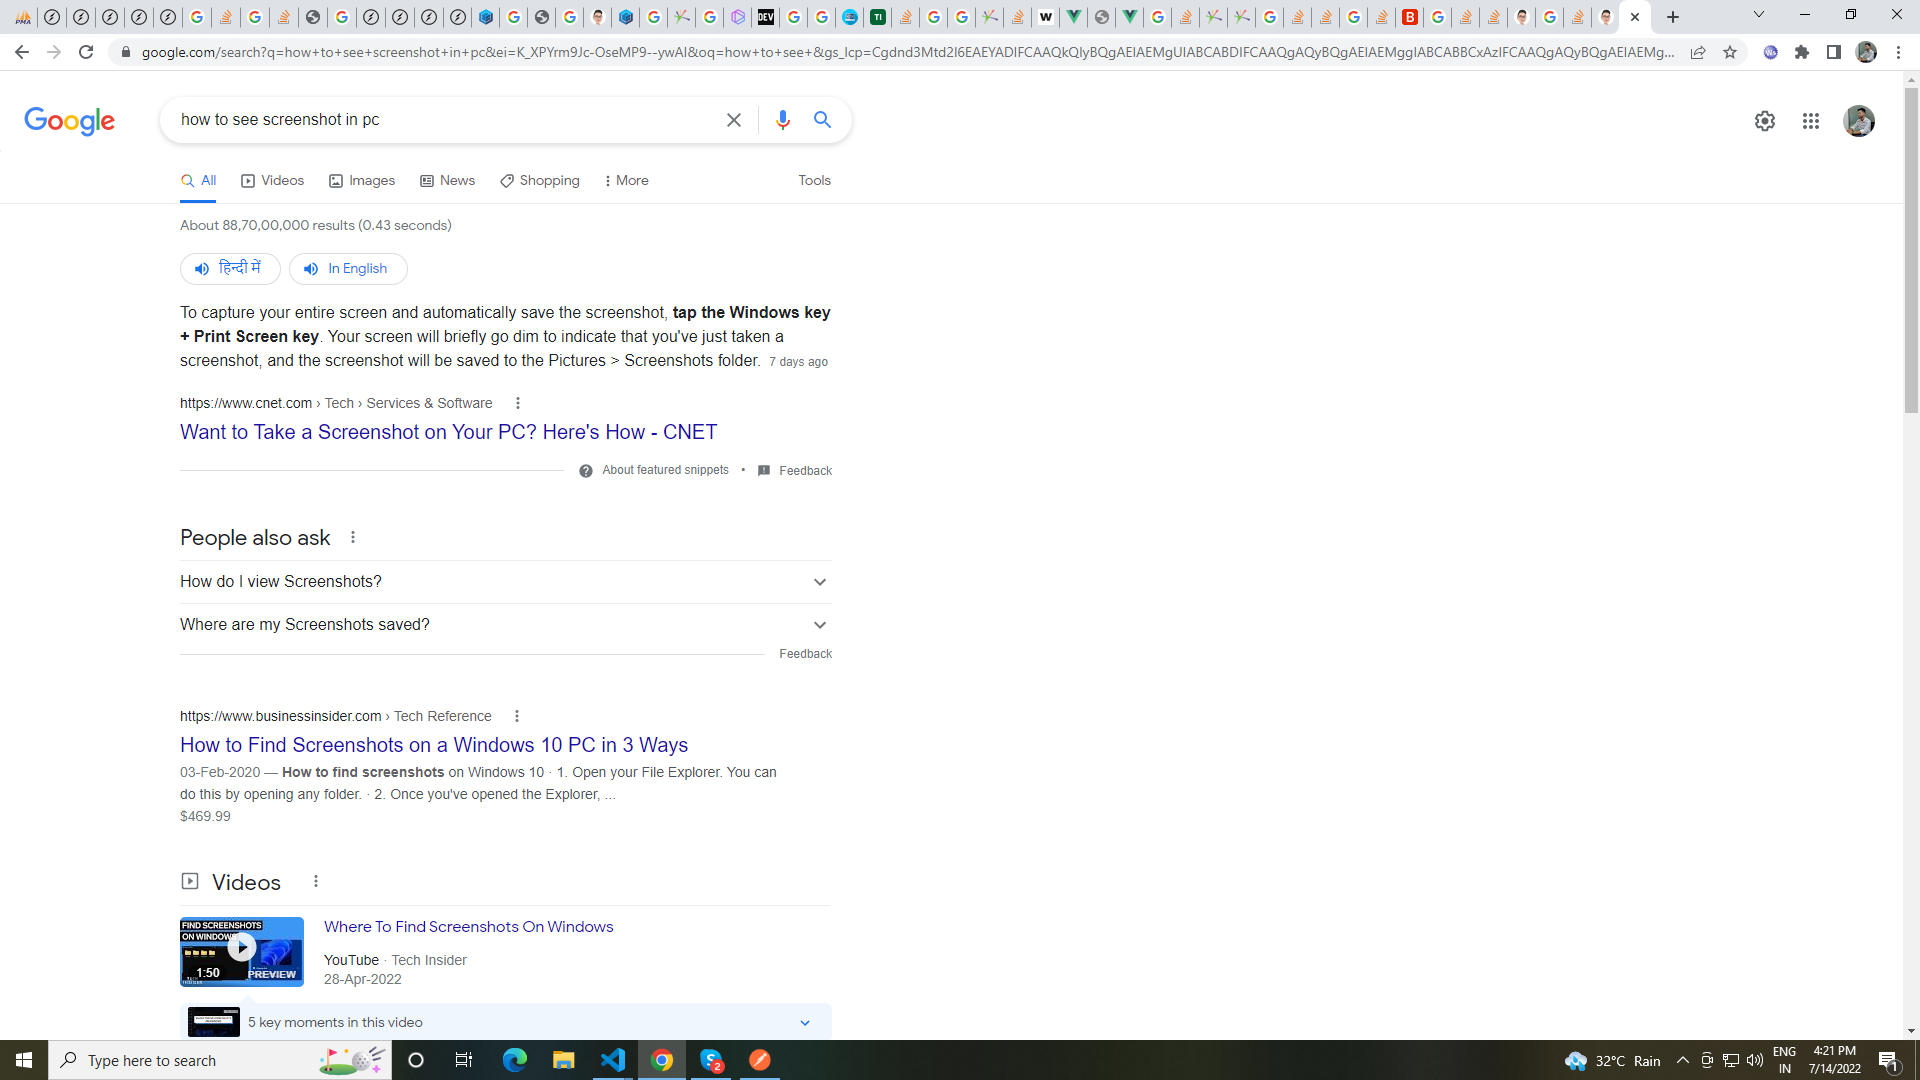 google.com/search?q=how+to+see+screenshot+in+pc&ei=K_XPYrm9Jc-OseMP9--ywAI&oq=how+to+see+&gs_lcp=Cgdnd3Mtd2l6EAEYADIFCAAQkQIyBQgAEIAEMgUIABCABDIFCAAQgAQyBQgAEIAEMggIABCABBCxAzIFCAAQgAQyBQgAEIAEMg...
Google
how to see screenshot in pc
All Videos Images News Shopping More Tools
About 88,70,00,000 results (0.43 seconds)
हिन्दी में In English
To capture your entire screen and automatically save the screenshot, tap the Windows key
+ Print Screen key. Your screen will briefly go dim to indicate that you've just taken a
screenshot, and the screenshot will be saved to the Pictures > Screenshots folder. 7 days ago
https://www.cnet.com › Tech › Services & Software
Want to Take a Screenshot on Your PC? Here's How - CNET
About featured snippets • Feedback
People also ask
How do I view Screenshots?
Where are my Screenshots saved?
Feedback
https://www.businessinsider.com › Tech Reference
How to Find Screenshots on a Windows 10 PC in 3 Ways
03-Feb-2020 — How to find screenshots on Windows 10 · 1. Open your File Explorer. You can
do this by opening any folder. · 2. Once you've opened the Explorer, ...
$469.99
Videos
FIND SCREENSHOTS
ON WINDOWS
1:50
PREVIEW
Where To Find Screenshots On Windows
YouTube · Tech Insider
28-Apr-2022
5 key moments in this video
Type here to search
32°C Rain
ENG
IN
4:21 PM
7/14/2022